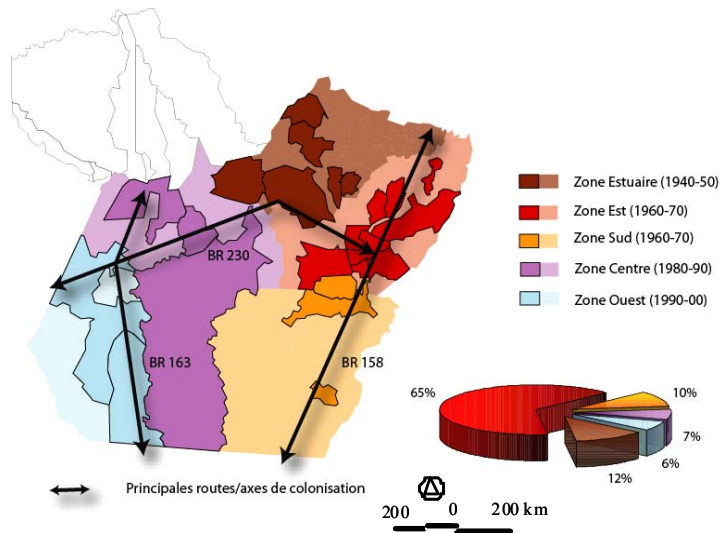 Zone Estuaire (1940-50)
Zone Est (1960-70)
Zone Sud (1960-70)
Zone Centre (1980-90)
Zone Ouest (1990-00)
BR 230
BR 163
BR 158
65%
10%
7%
6%
12%
Principales routes/axes de colonisation
200 0 200 km